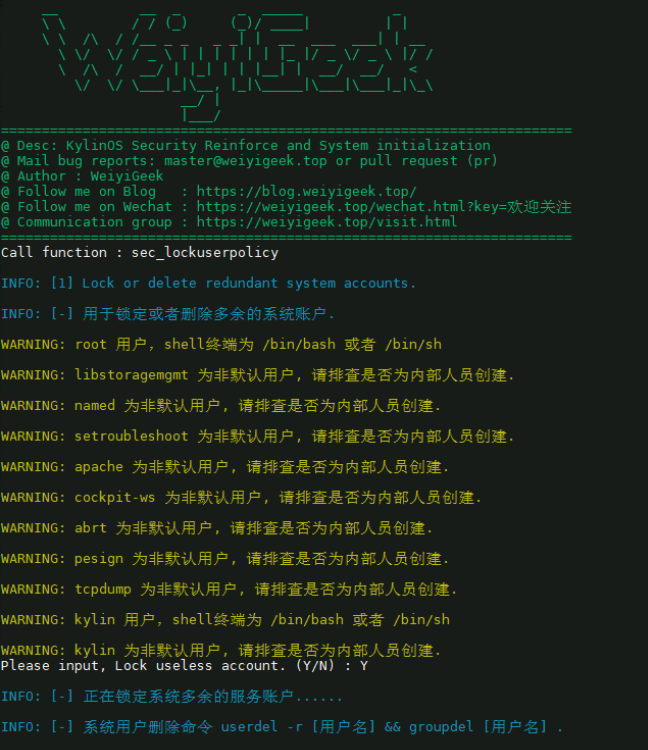 WeiyiGeek
@ Desc: KylinOS Security Reinforce and System initialization
@ Mail bug reports: master@weiyigeek.top or pull request (pr)
@ Author : WeiyiGeek
@ Follow me on Blog   : https://blog.weiyigeek.top/
@ Follow me on Wechat : https://weiyigeek.top/wechat.html?key=欢迎关注
@ Communication group : https://weiyigeek.top/visit.html
Call function : sec_lockuserpolicy
INFO: [1] Lock or delete redundant system accounts.
INFO: [-] 用于锁定或者删除多余的系统账户.
WARNING: root 用户，shell终端为 /bin/bash 或者 /bin/sh
WARNING: libstoragemgmt 为非默认用户, 请排查是否为内部人员创建.
WARNING: named 为非默认用户, 请排查是否为内部人员创建.
WARNING: setroubleshoot 为非默认用户, 请排查是否为内部人员创建.
WARNING: apache 为非默认用户, 请排查是否为内部人员创建.
WARNING: cockpit-ws 为非默认用户, 请排查是否为内部人员创建.
WARNING: abrt 为非默认用户, 请排查是否为内部人员创建.
WARNING: pesign 为非默认用户, 请排查是否为内部人员创建.
WARNING: tcpdump 为非默认用户, 请排查是否为内部人员创建.
WARNING: kylin 用户，shell终端为 /bin/bash 或者 /bin/sh
WARNING: kylin 为非默认用户, 请排查是否为内部人员创建.
Please input, Lock useless account. (Y/N) : Y
INFO: [-] 正在锁定系统多余的服务账户......
INFO: [-] 系统用户删除命令 userdel -r [用户名] && groupdel [用户名] .